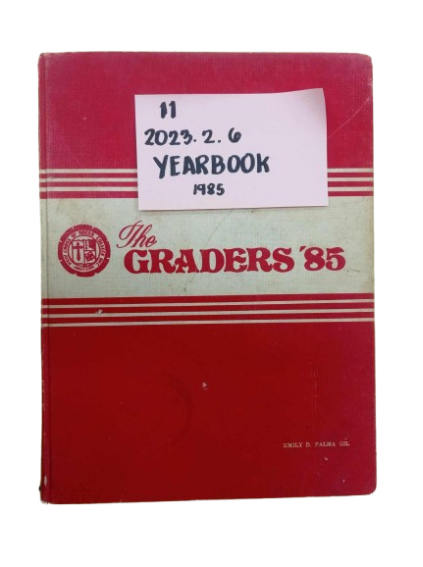 11
2023.2.6
YEARBOOK
1985
The
GRADERS '85
EMILY D. PALMA GIL